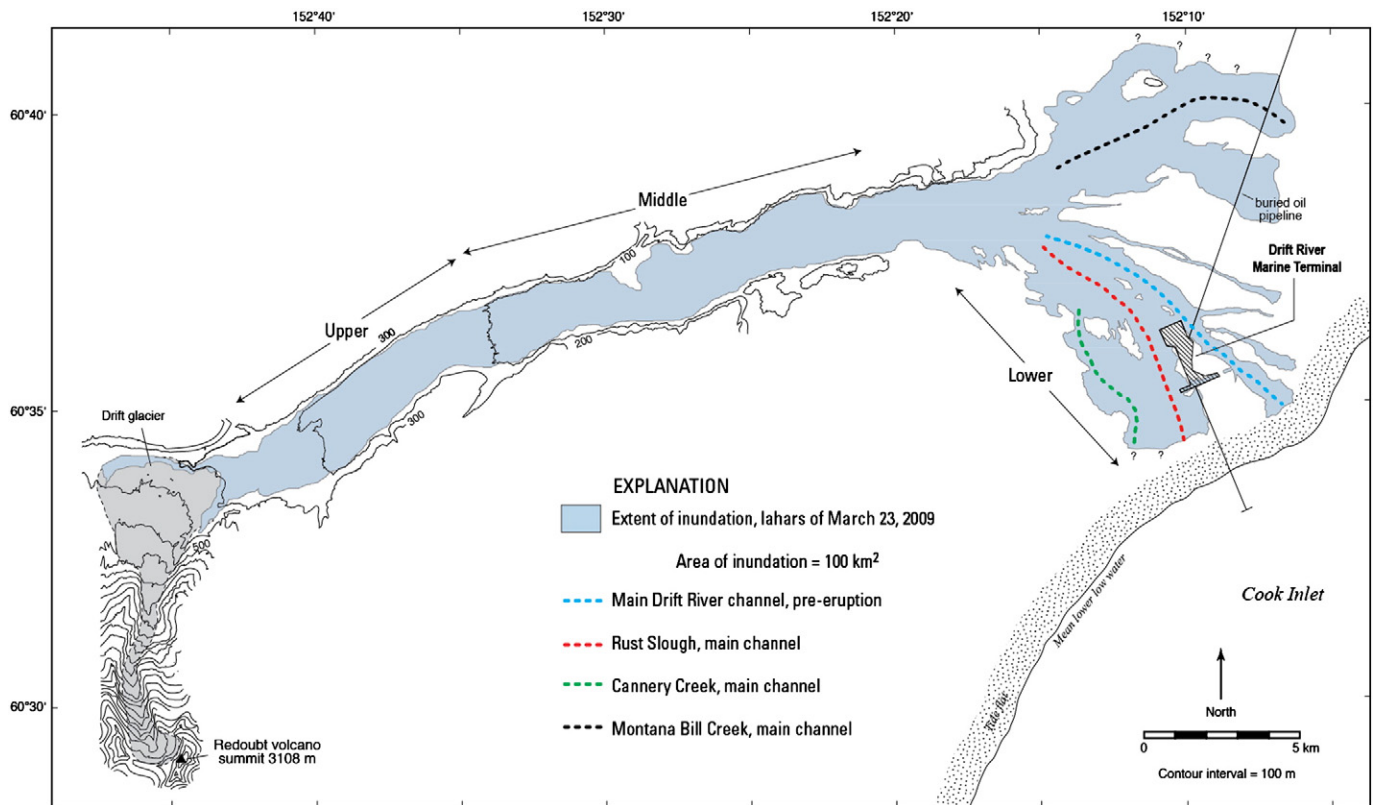 152°40'
152°30'
152°20'
152°10'
60°40'
60°35'
60°30'
?
?
?
?
Middle
100
buried oil
pipeline
Drift River
Marine Terminal
Upper
300
200
Lower
300
Drift glacier
500
?
?
EXPLANATION
Extent of inundation, lahars of March 23, 2009
Area of inundation = 100 km²
Main Drift River channel, pre-eruption
Rust Slough, main channel
Cannery Creek, main channel
Montana Bill Creek, main channel
Redoubt volcano
summit 3108 m
Mean lower low water
Tide flat
Cook Inlet
North
0
5 km
Contour interval = 100 m